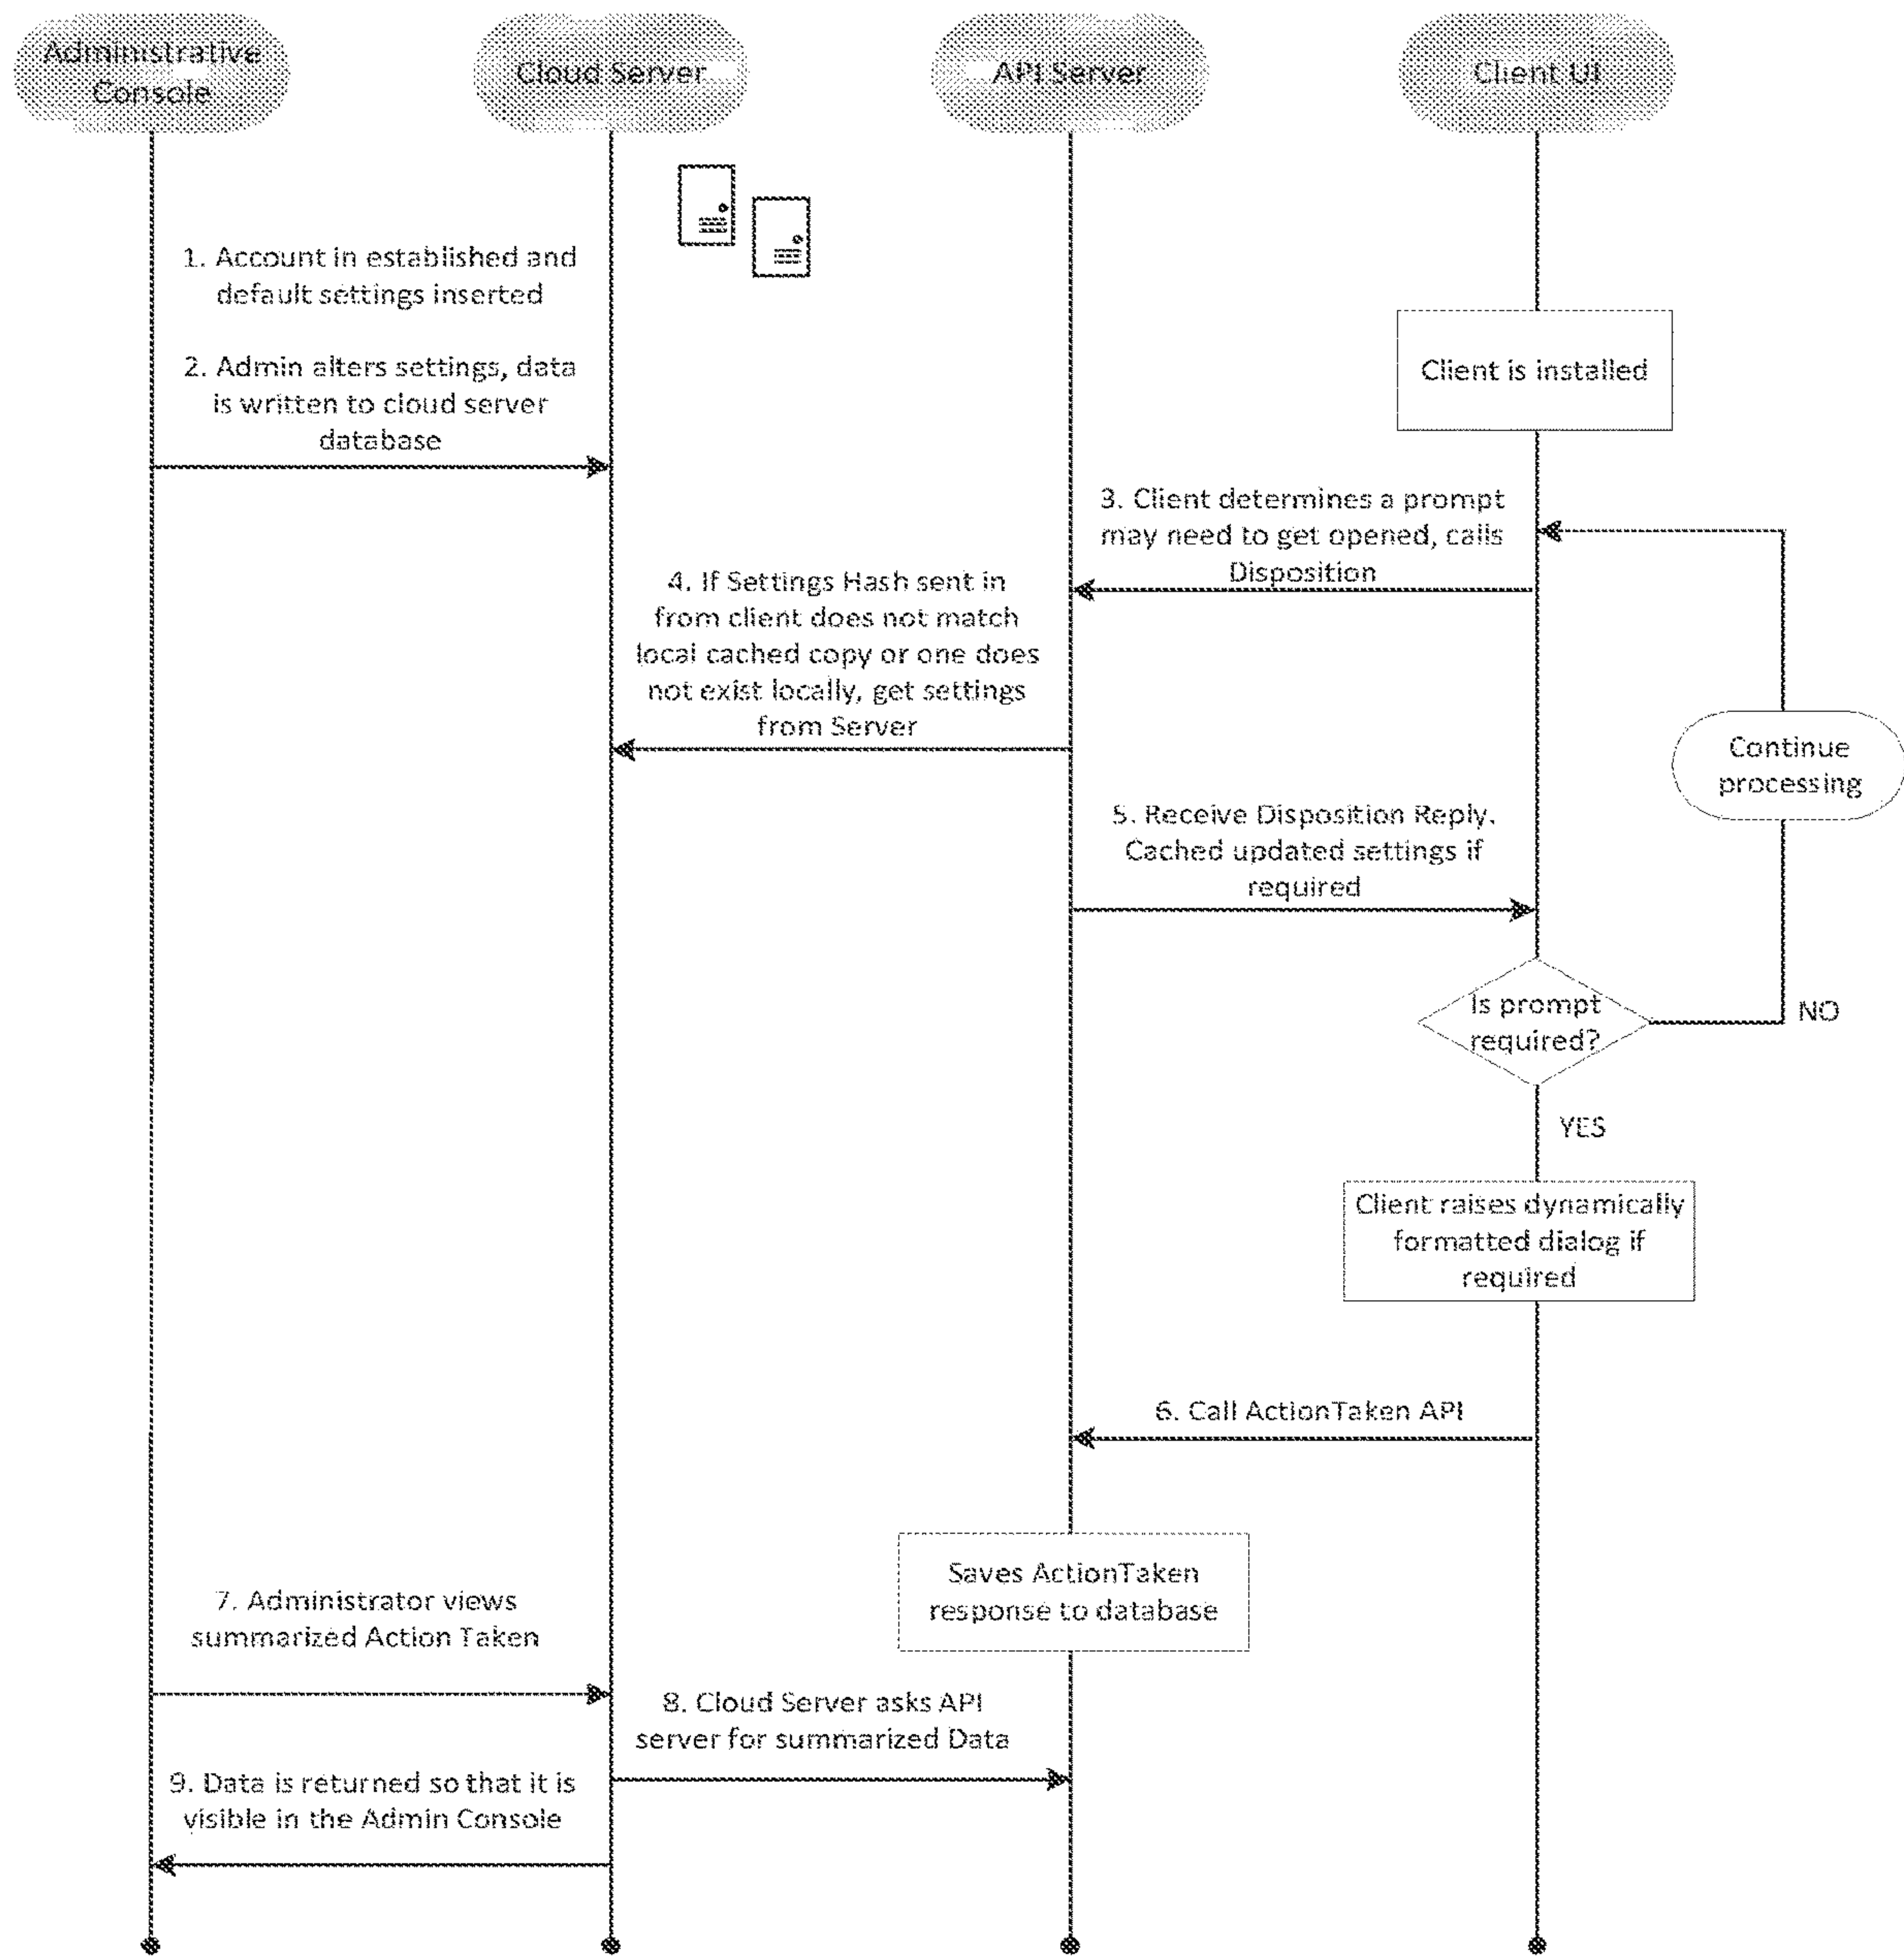 Administrative
Console
Cloud Server
API Server
Client UI
1. Account in established and
default settings inserted
2. Admin alters settings, data
is written to cloud server
database
Client is installed
3. Client determines a prompt
may need to get opened, calls
Disposition
4. If Settings Hash sent in
from client does not match
local cached copy or one does
not exist locally, get settings
from Server
Continue
processing
5. Receive Disposition Reply.
Cached updated settings if
required
Is prompt
required?
NO
YES
Client raises dynamically
formatted dialog if
required
6. Call ActionTaken API
Saves ActionTaken
response to database
7. Administrator views
summarized Action Taken
8. Cloud Server asks API
server for summarized Data
9. Data is returned so that it is
visible in the Admin Console